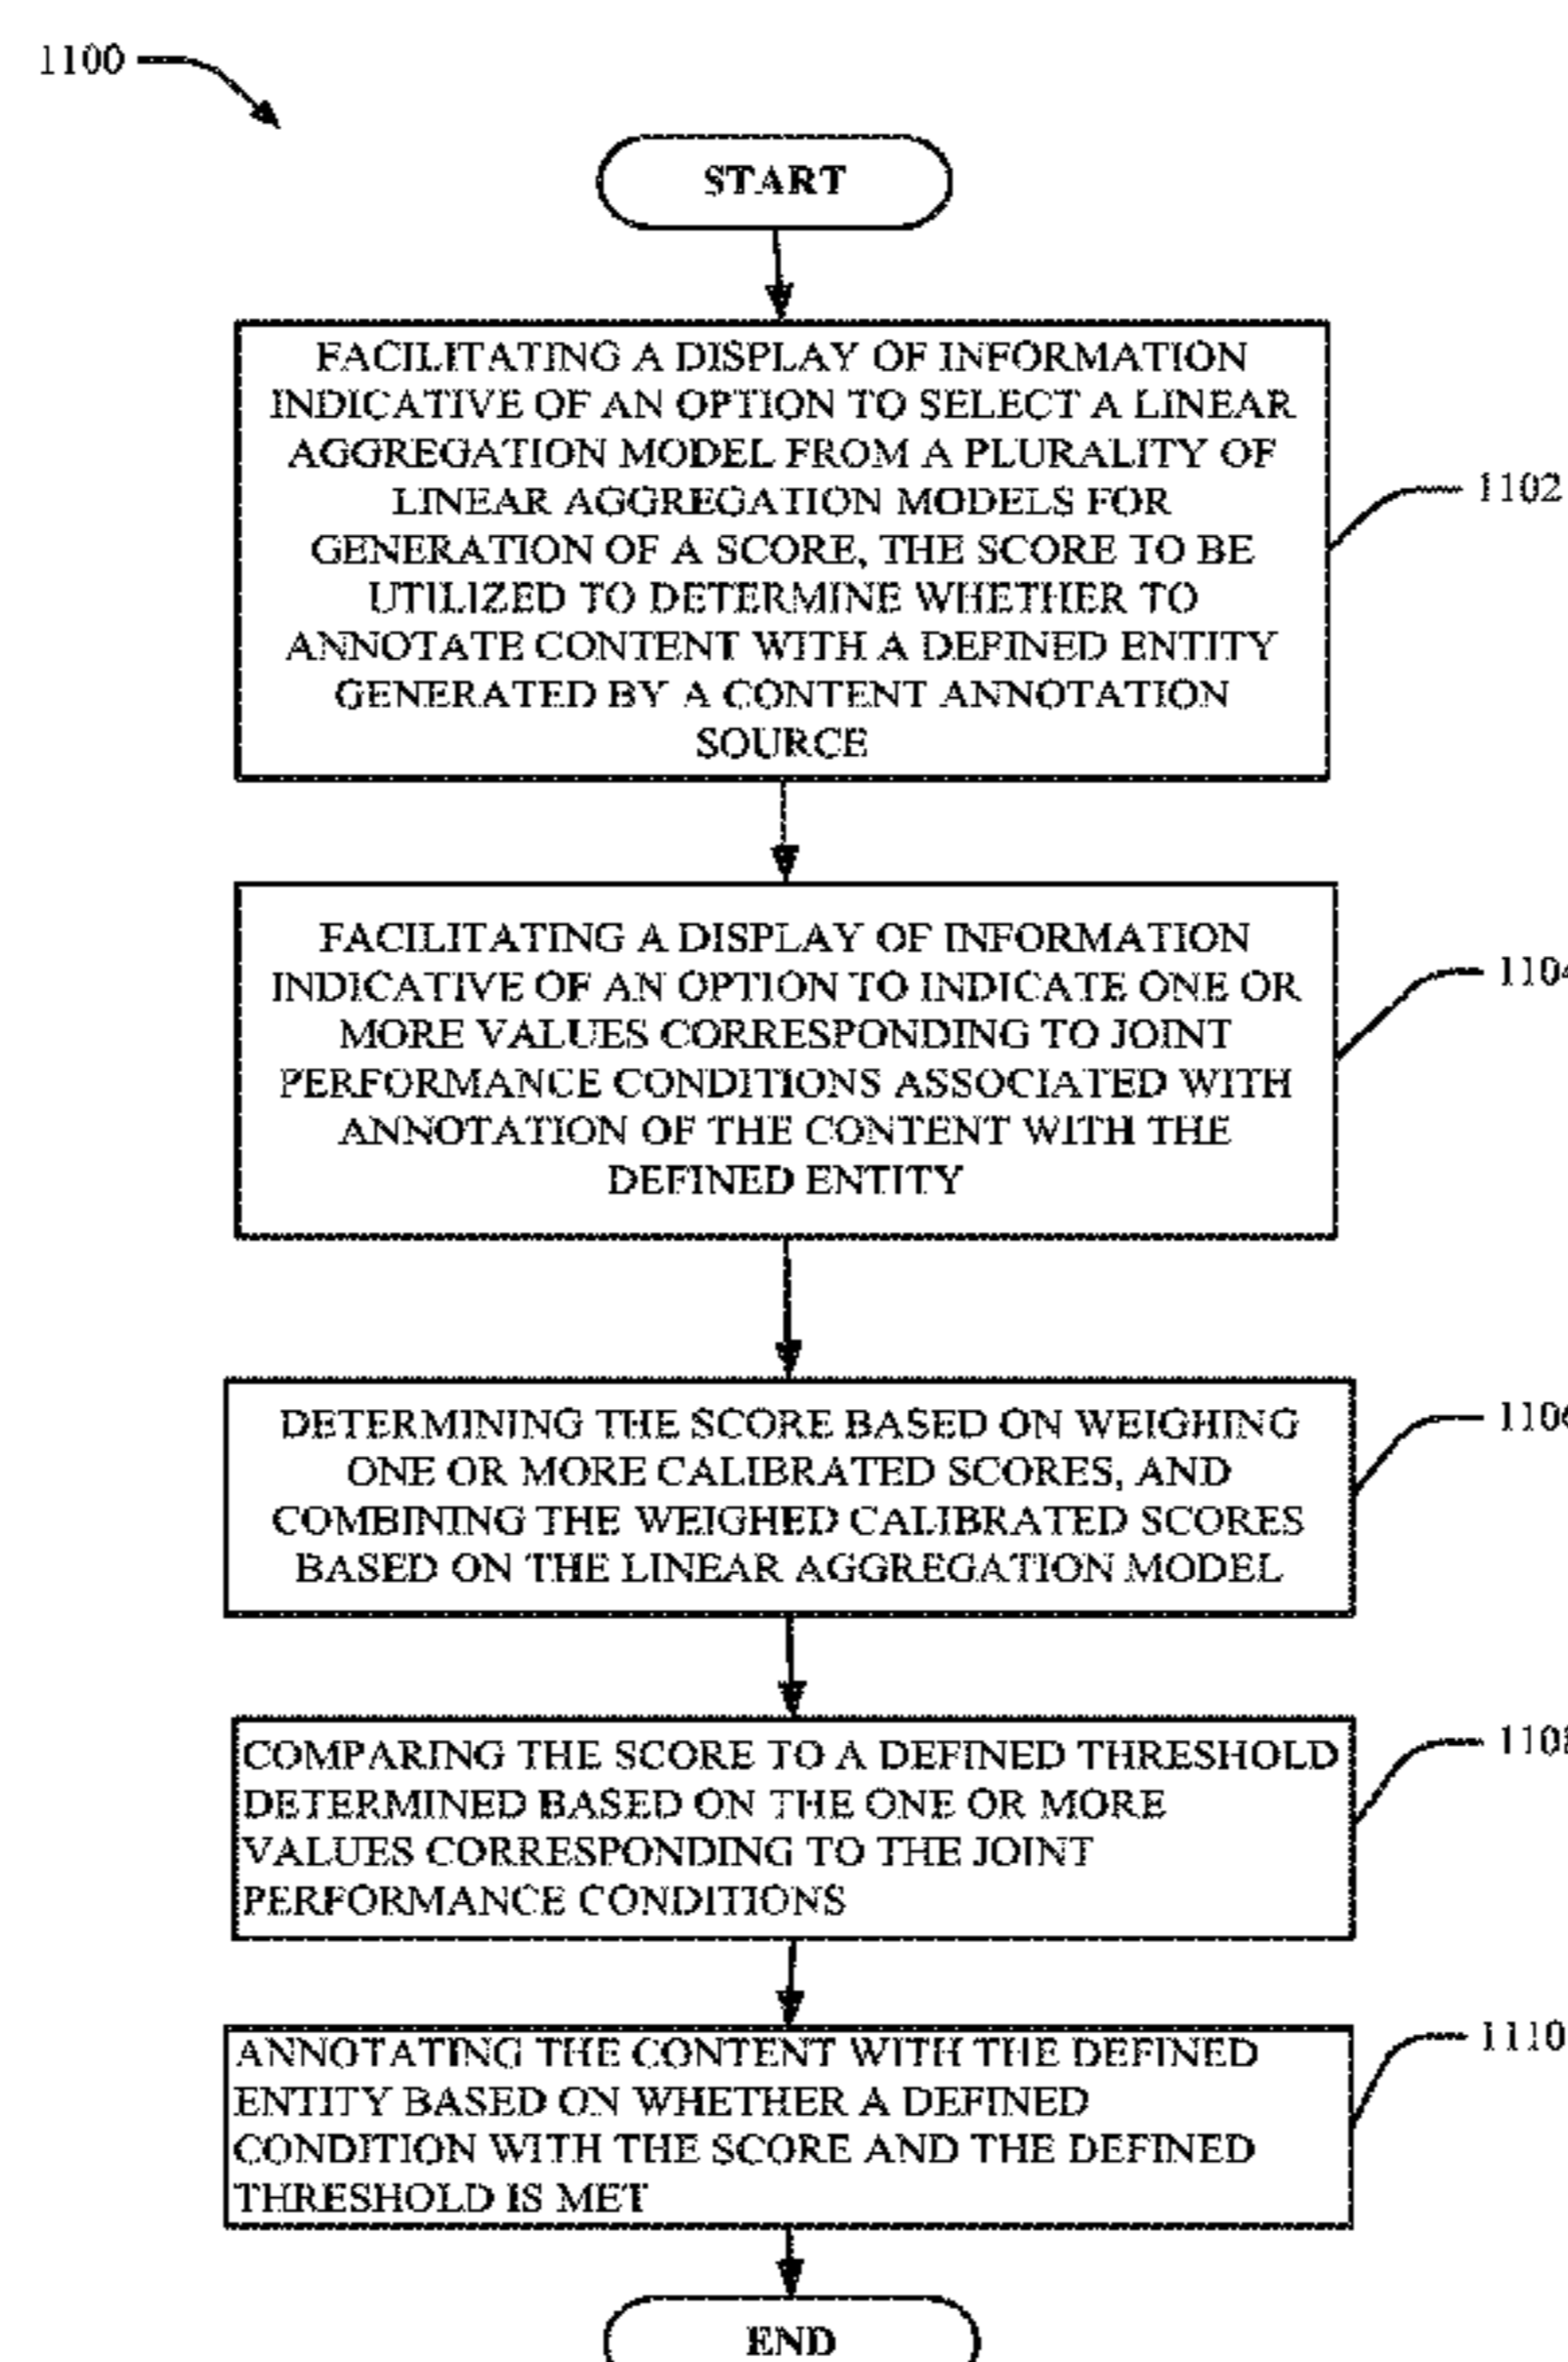 1100
START
FACILITATING A DISPLAY OF INFORMATION
INDICATIVE OF AN OPTION TO SELECT A LINEAR
AGGREGATION MODEL FROM A PLURALITY OF
LINEAR AGGREGATION MODELS FOR
GENERATION OF A SCORE, THE SCORE TO BE
UTILIZED TO DETERMINE WHETHER TO
ANNOTATE CONTENT WITH A DEFINED ENTITY
GENERATED BY A CONTENT ANNOTATION
SOURCE
1102
FACILITATING A DISPLAY OF INFORMATION
INDICATIVE OF AN OPTION TO INDICATE ONE OR
MORE VALUES CORRESPONDING TO JOINT
PERFORMANCE CONDITIONS ASSOCIATED WITH
ANNOTATION OF THE CONTENT WITH THE
DEFINED ENTITY
1104
DETERMINING THE SCORE BASED ON WEIGHING
ONE OR MORE CALIBRATED SCORES, AND
COMBINING THE WEIGHED CALIBRATED SCORES
BASED ON THE LINEAR AGGREGATION MODEL
1106
COMPARING THE SCORE TO A DEFINED THRESHOLD
DETERMINED BASED ON THE ONE OR MORE
VALUES CORRESPONDING TO THE JOINT
PERFORMANCE CONDITIONS
1108
ANNOTATING THE CONTENT WITH THE DEFINED
ENTITY BASED ON WHETHER A DEFINED
CONDITION WITH THE SCORE AND THE DEFINED
THRESHOLD IS MET
1110
END